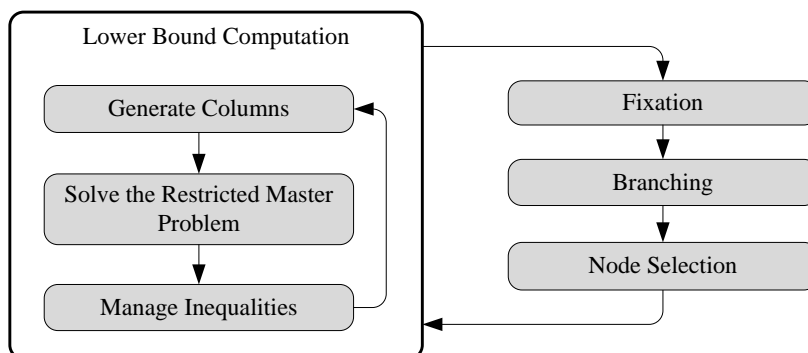 Lower Bound Computation
Generate Columns
Solve the Restricted Master
Problem
Manage Inequalities
Fixation
Branching
Node Selection